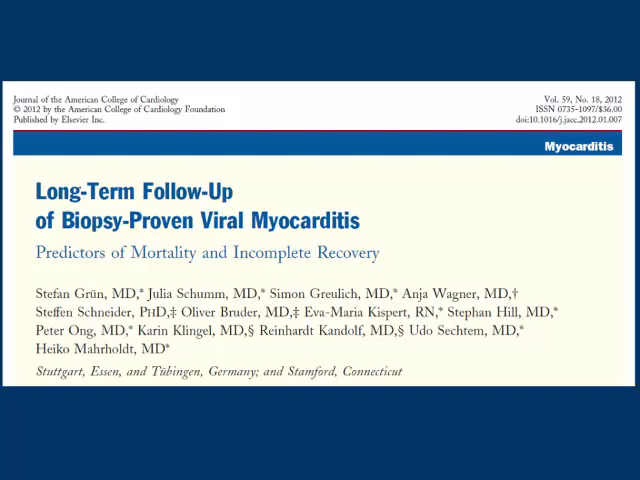 Journal of the American College of Cardiology
© 2012 by the American College of Cardiology Foundation
Published by Elsevier Inc.
Vol. 59, No. 18, 2012
ISSN 0735-1097/$36.00
doi:10.1016/j.jacc.2012.01.007
Myocarditis
Long-Term Follow-Up
of Biopsy-Proven Viral Myocarditis
Predictors of Mortality and Incomplete Recovery
Stefan Grün, MD,* Julia Schumm, MD,* Simon Greulich, MD,* Anja Wagner, MD,†
Steffen Schneider, PHD,‡ Oliver Bruder, MD,‡ Eva-Maria Kispert, RN,* Stephan Hill, MD,*
Peter Ong, MD,* Karin Klingel, MD,§ Reinhardt Kandolf, MD,§ Udo Sechtem, MD,*
Heiko Mahrholdt, MD*
Stuttgart, Essen, and Tübingen, Germany; and Stamford, Connecticut